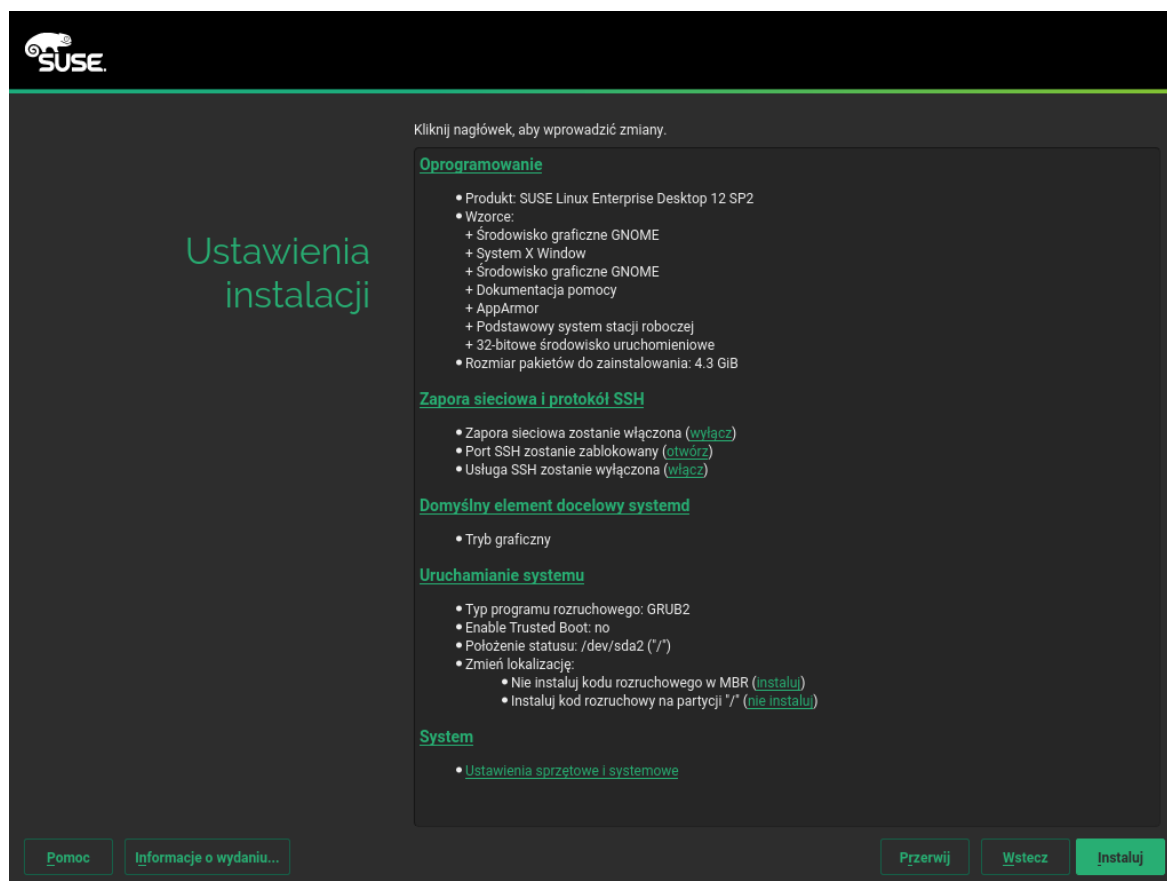 SUSE.
Kliknij nagłówek, aby wprowadzić zmiany.
Ustawienia
instalacji
Oprogramowanie
Produkt: SUSE Linux Enterprise Desktop 12 SP2
Wzorce:
+ Środowisko graficzne GNOME
+ System X Window
+ Środowisko graficzne GNOME
+ Dokumentacja pomocy
+ AppArmor
+ Podstawowy system stacji roboczej
+ 32-bitowe środowisko uruchomieniowe
Rozmiar pakietów do zainstalowania: 4.3 GiB
Zapora sieciowa i protokół SSH
Zapora sieciowa zostanie włączona (wyłącz)
Port SSH zostanie zablokowany (otwórz)
Usługa SSH zostanie wyłączona (włącz)
Domyślny element docelowy systemd
Tryb graficzny
Uruchamianie systemu
Typ programu rozruchowego: GRUB2
Enable Trusted Boot: no
Położenie statusu: /dev/sda2 ("/")
Zmień lokalizację:
Nie instaluj kodu rozruchowego w MBR (instaluj)
Instaluj kod rozruchowy na partycji "/" (nie instaluj)
System
Ustawienia sprzętowe i systemowe
Pomoc
Informacje o wydaniu...
Przerwij
Wstecz
Instaluj